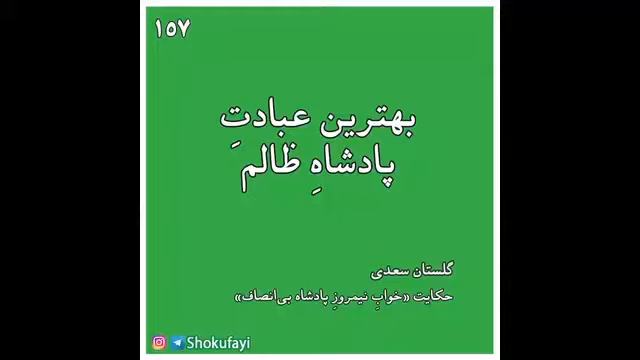 ۱۵۷
بهترین عبادتِ
پادشاهِ ظالم
گلستان سعدی
حکایت «خوابِ نیمروزِ پادشاه بی‌انصاف»
Shokufayi